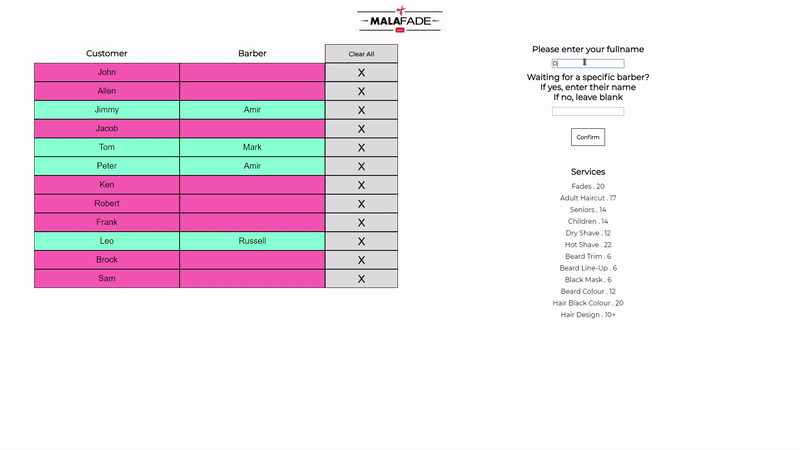 MALAFADE
Customer Barber Clear All
John X
Allen X
Jimmy Amir X
Jacob X
Tom Mark X
Peter Amir X
Ken X
Robert X
Frank X
Leo Russell X
Brock X
Sam X
Please enter your fullname
D
Waiting for a specific barber?
If yes, enter their name
If no, leave blank
Confirm
Services
Fades . 20
Adult Haircut . 17
Seniors . 14
Children . 14
Dry Shave . 12
Hot Shave . 22
Beard Trim . 6
Beard Line-Up . 6
Black Mask . 6
Beard Colour . 12
Hair Black Colour . 20
Hair Design . 10+